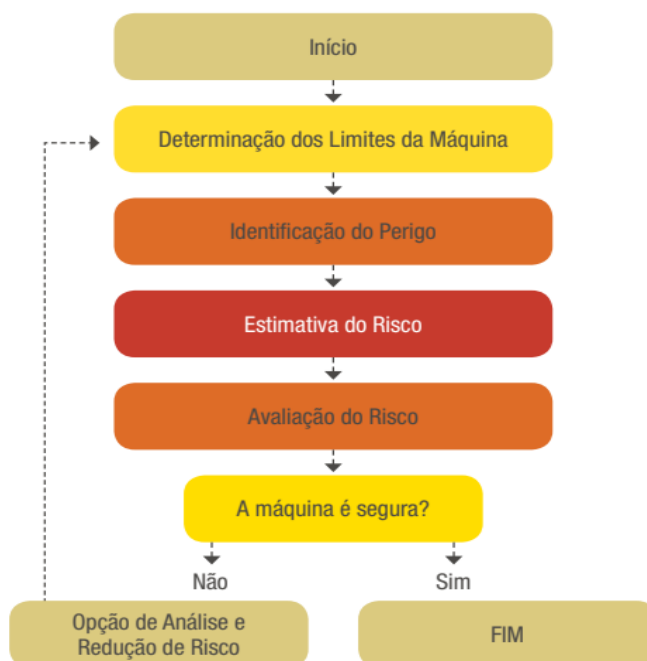 Início
Determinação dos Limites da Máquina
Identificação do Perigo
Estimativa do Risco
Avaliação do Risco
A máquina é segura?
Não
Sim
Opção de Análise e
Redução de Risco
FIM